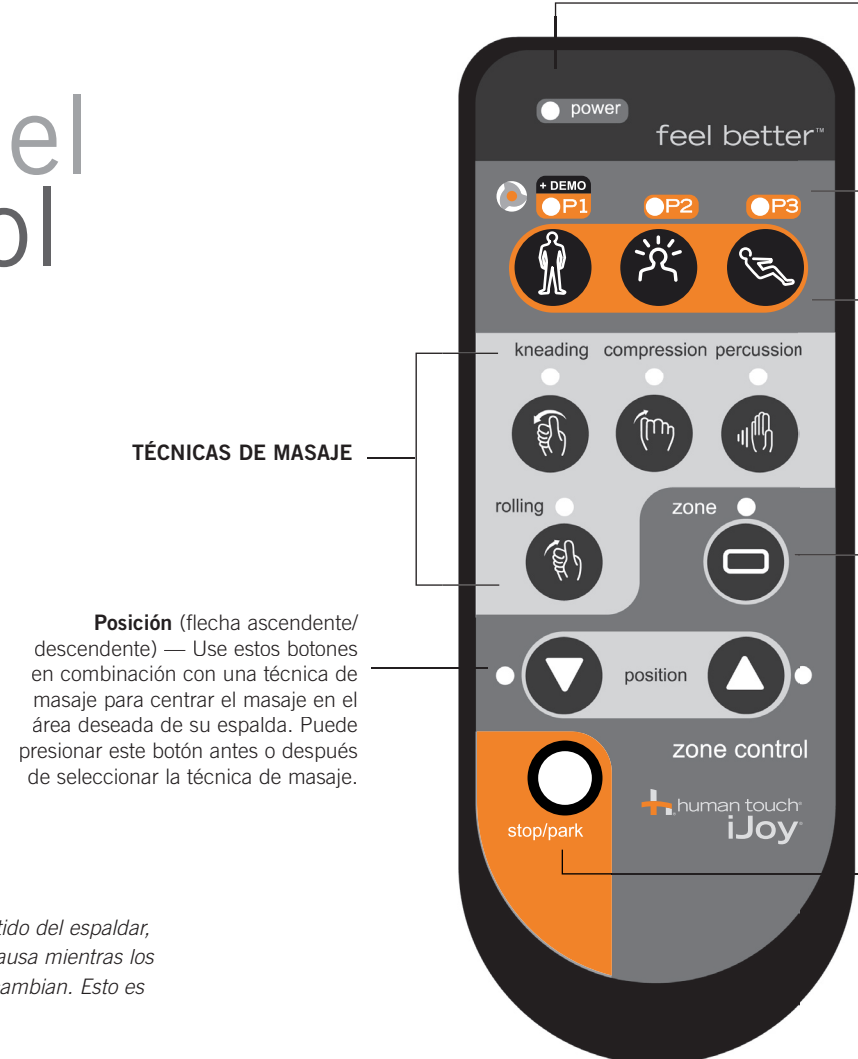 el
ol
power
feel better™
+ DEMO
P1 P2 P3
kneading compression percussion
TÉCNICAS DE MASAJE
rolling zone
Posición (flecha ascendente/
descendente) — Use estos botones
en combinación con una técnica de
masaje para centrar el masaje en el
área deseada de su espalda. Puede
presionar este botón antes o después
de seleccionar la técnica de masaje.
position
zone control
human touch®
iJoy®
stop/park
tido del espaldar,
ausa mientras los
ambian. Esto es